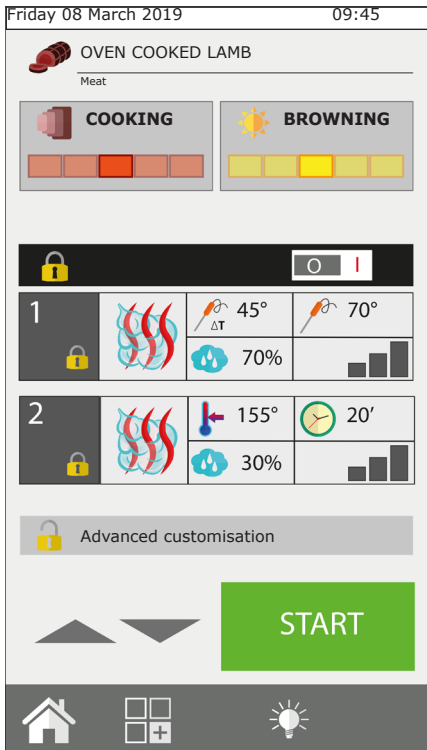 Friday 08 March 2019 09:45
OVEN COOKED LAMB
Meat
COOKING BROWNING
O I
1 ΔT 45° 70°
70%
2 155° 20’
30%
Advanced customisation
START